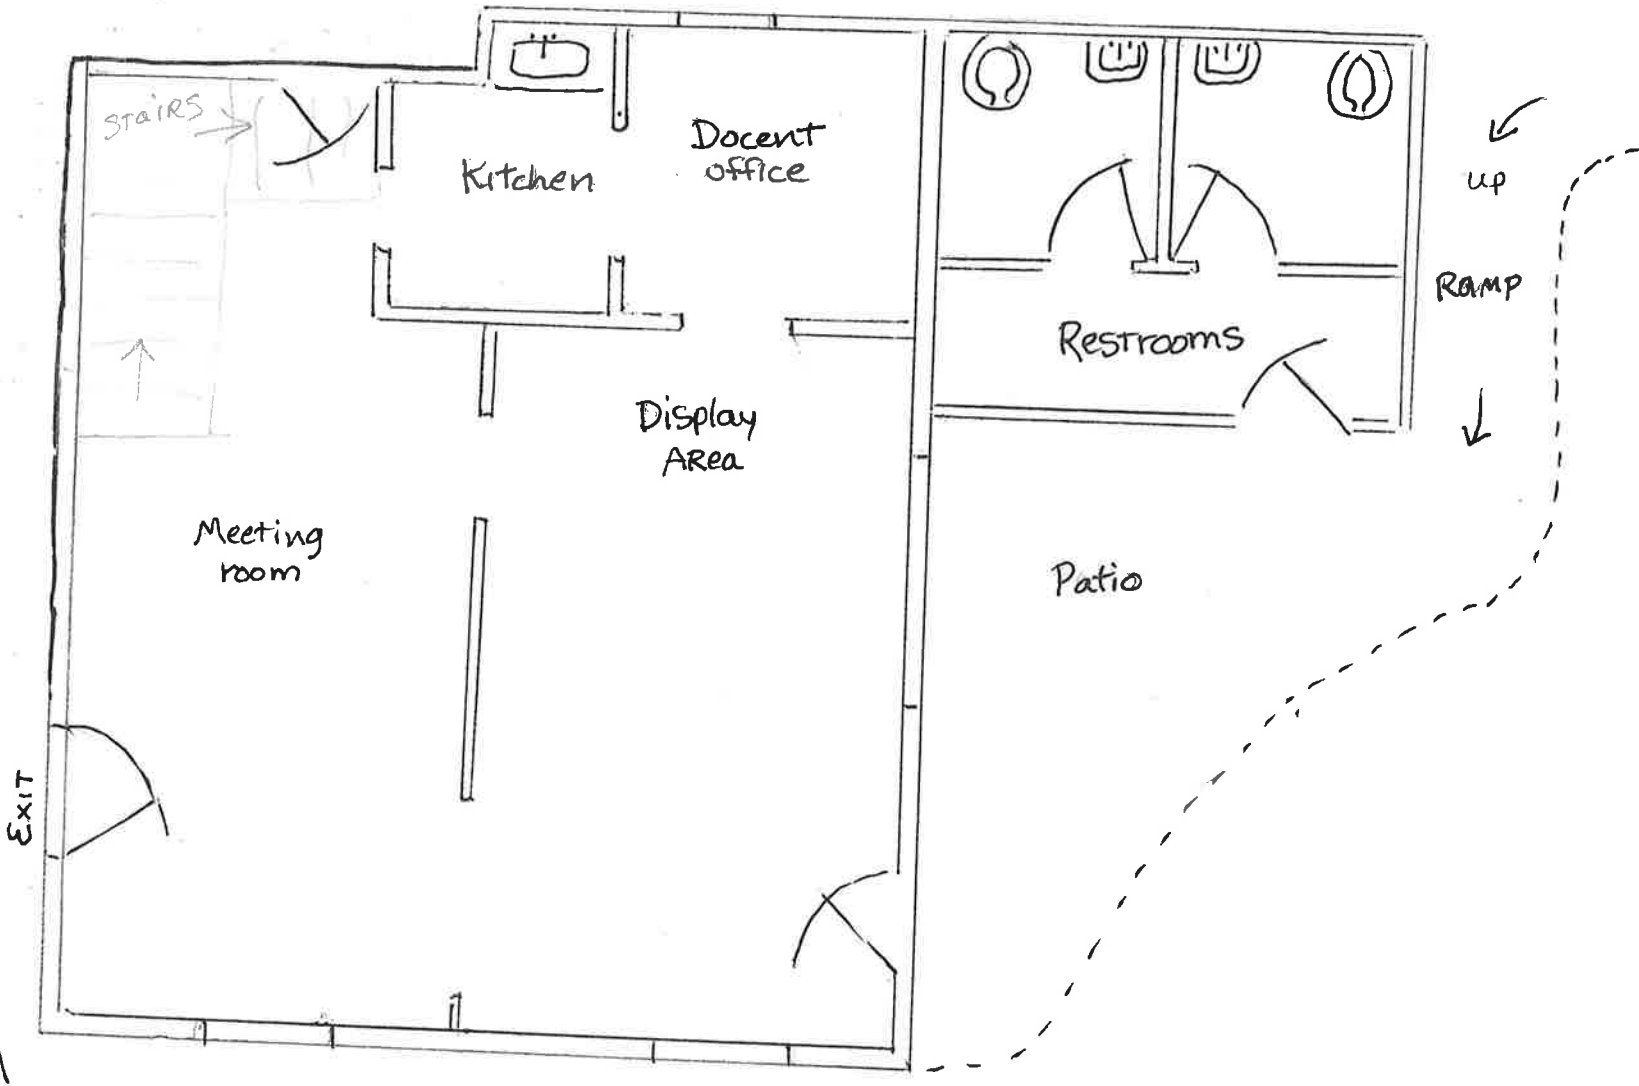 STAIRS
Kitchen
Docent
office
up
Ramp
Restrooms
Display
Area
Meeting
room
Patio
Exit